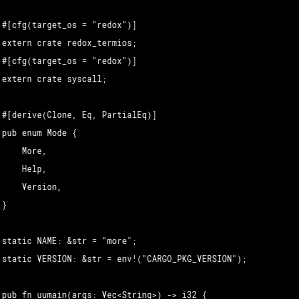 #[cfg(target_os = "redox")]
extern crate redox_termios;
#[cfg(target_os = "redox")]
extern crate syscall;
#[derive(Clone, Eq, PartialEq)]
pub enum Mode {
    More,
    Help,
    Version,
}
static NAME: &str = "more";
static VERSION: &str = env!("CARGO_PKG_VERSION");
pub fn uumain(args: Vec<String>) -> i32 {